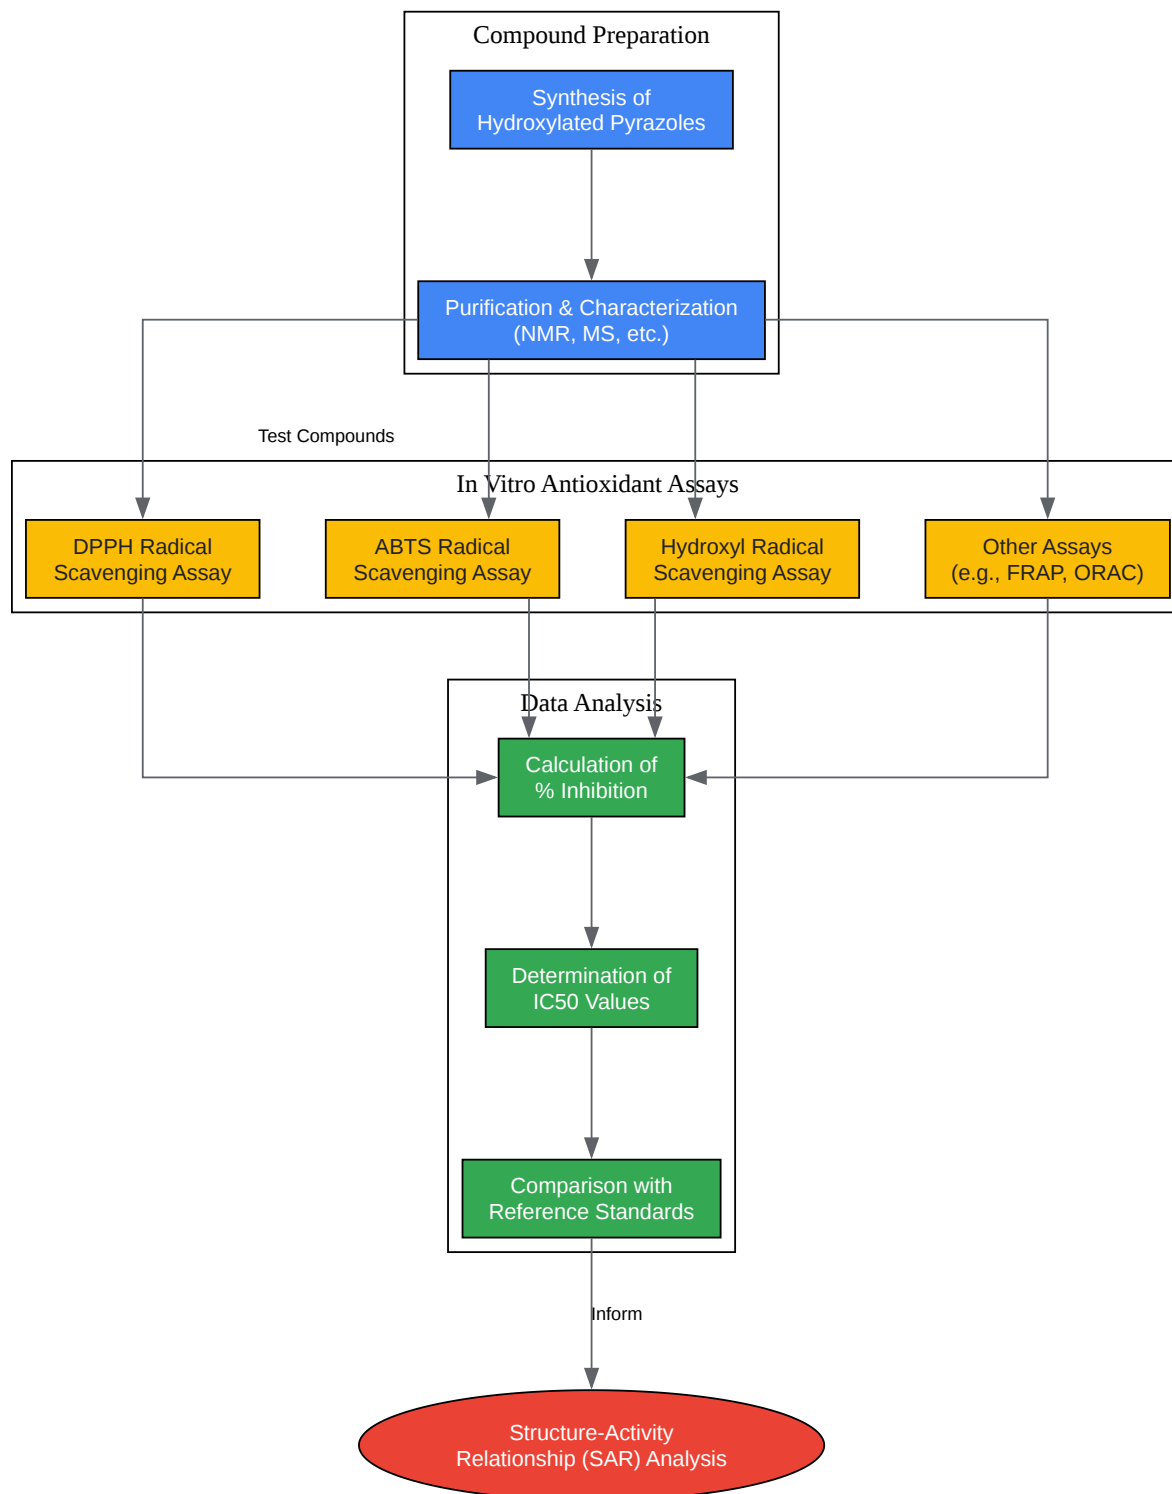 Compound Preparation
Synthesis of
Hydroxylated Pyrazoles
Purification & Characterization
(NMR, MS, etc.)
Test Compounds
In Vitro Antioxidant Assays
DPPH Radical
Scavenging Assay
ABTS Radical
Scavenging Assay
Hydroxyl Radical
Scavenging Assay
Other Assays
(e.g., FRAP, ORAC)
Data Analysis
Calculation of
% Inhibition
Determination of
IC50 Values
Comparison with
Reference Standards
Inform
Structure-Activity
Relationship (SAR) Analysis